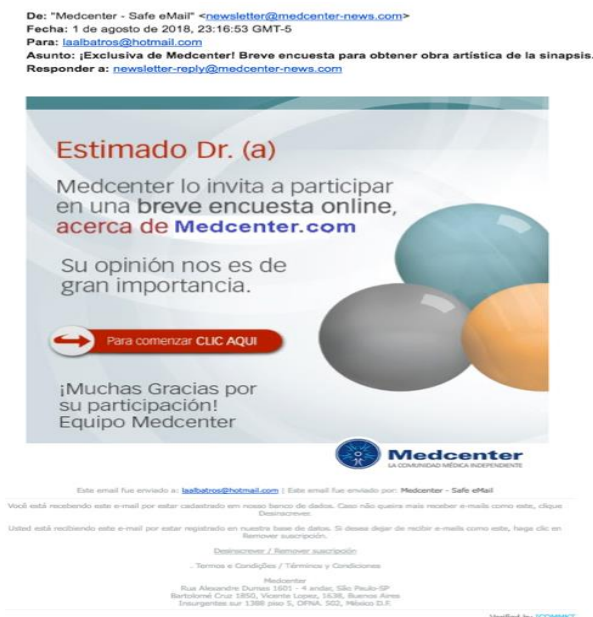 De: "Medcenter - Safe eMail" <newsletter@medcenter-news.com>
Fecha: 1 de agosto de 2018, 23:16:53 GMT-5
Para: laalbatros@hotmail.com
Asunto: ¡Exclusiva de Medcenter! Breve encuesta para obtener obra artística de la sinapsis.
Responder a: newsletter-reply@medcenter-news.com
Estimado Dr. (a)
Medcenter lo invita a participar
en una breve encuesta online,
acerca de Medcenter.com
Su opinión nos es de
gran importancia.
Para comenzar CLIC AQUI
¡Muchas Gracias por
su participación!
Equipo Medcenter
Medcenter
LA COMUNIDAD MÉDICA INDEPENDIENTE
Este email fue enviado a: laalbatros@hotmail.com | Este email fue enviado por: Medcenter - Safe eMail
Você está recebendo este e-mail por estar cadastrado em nosso banco de dados. Caso não queira mais receber e-mails como este, clique
Desinscrever.
Usted está recibiendo este e-mail por estar registrado en nuestra base de datos. Si desea dejar de recibir e-mails como este, haga clic en
Remover suscripción.
Desinscrever / Remover suscripción
. Termos e Condições / Términos y Condiciones
Medcenter
Rua Alexandre Dumas 1601 - 4 andar, São Paulo-SP
Bartolomé Cruz 1850, Vicente Lopez, 1638, Buenos Aires
Insurgentes sur 1388 piso 5, OFNA. 502, México D.F.
Verified by ICOMMKT